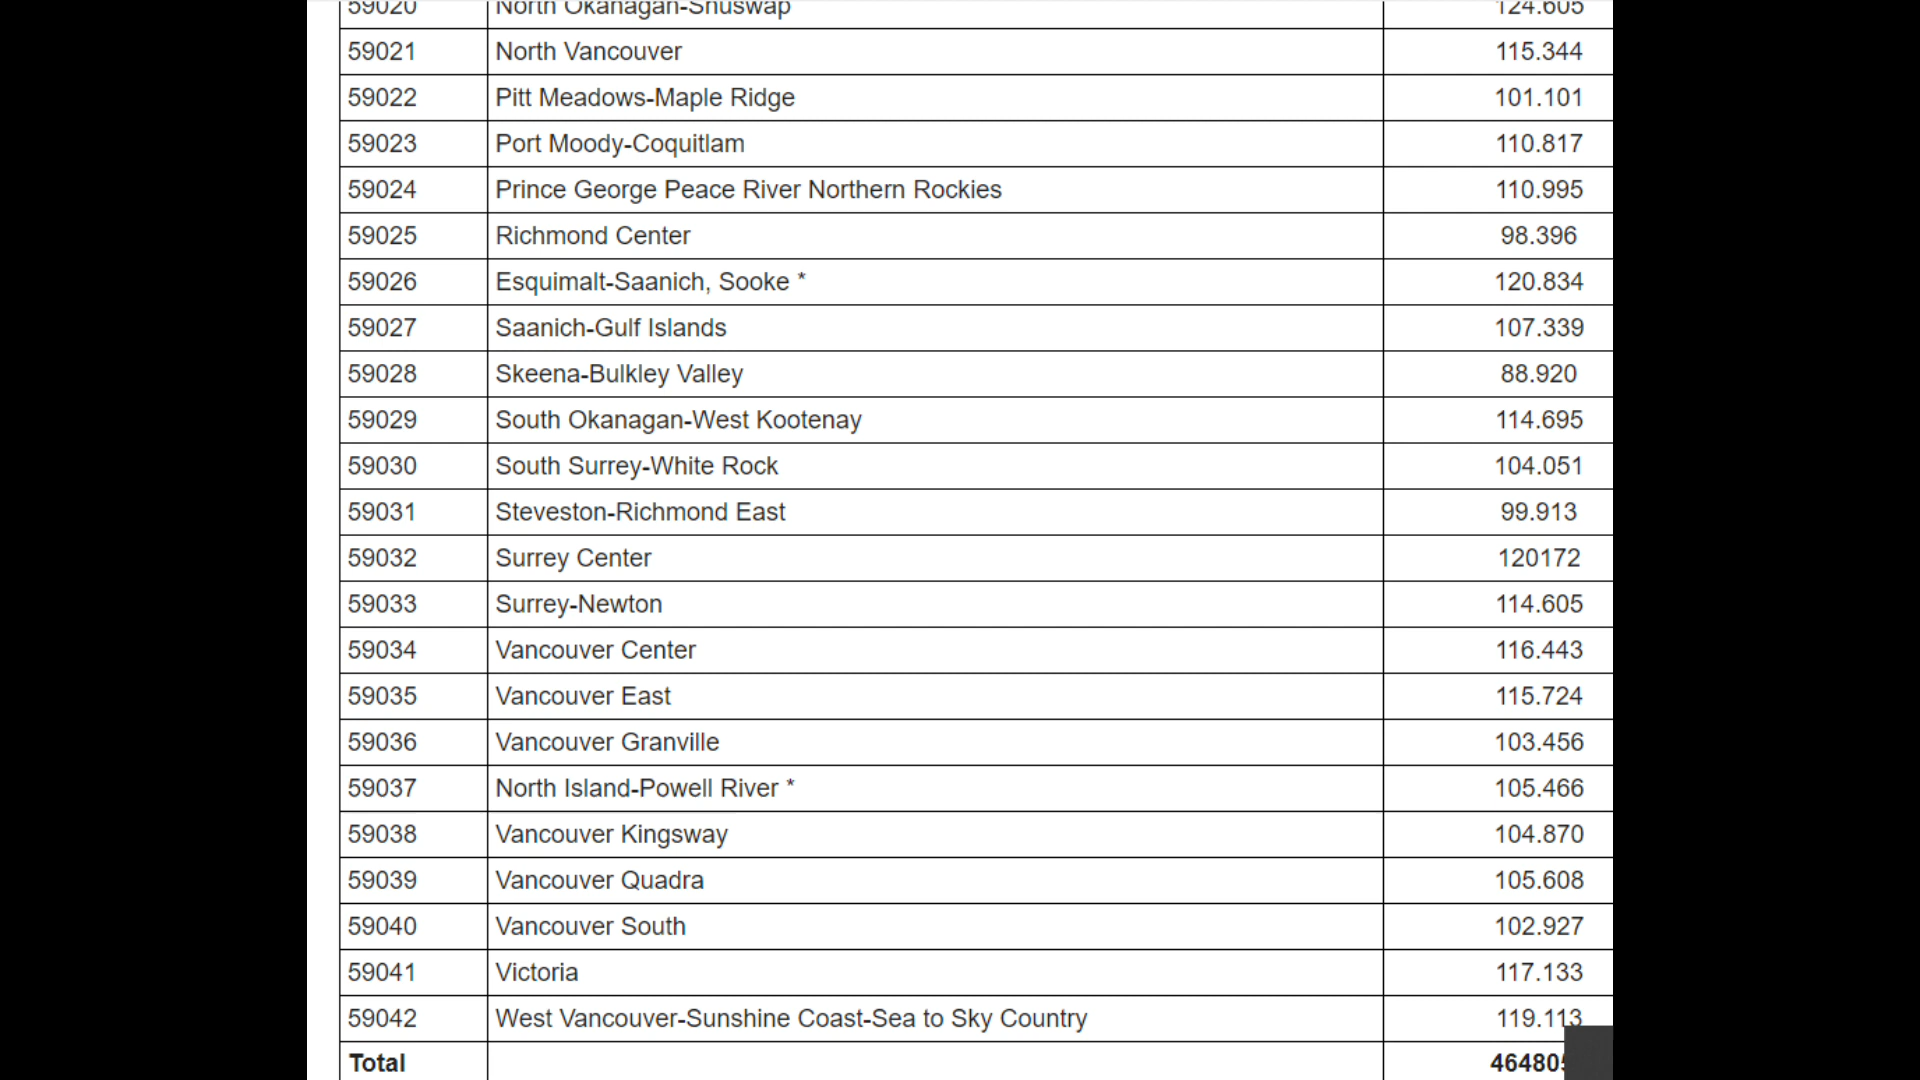 59020 North Okanagan-Shuswap 124.605
59021 North Vancouver 115.344
59022 Pitt Meadows-Maple Ridge 101.101
59023 Port Moody-Coquitlam 110.817
59024 Prince George Peace River Northern Rockies 110.995
59025 Richmond Center 98.396
59026 Esquimalt-Saanich, Sooke * 120.834
59027 Saanich-Gulf Islands 107.339
59028 Skeena-Bulkley Valley 88.920
59029 South Okanagan-West Kootenay 114.695
59030 South Surrey-White Rock 104.051
59031 Steveston-Richmond East 99.913
59032 Surrey Center 120172
59033 Surrey-Newton 114.605
59034 Vancouver Center 116.443
59035 Vancouver East 115.724
59036 Vancouver Granville 103.456
59037 North Island-Powell River * 105.466
59038 Vancouver Kingsway 104.870
59039 Vancouver Quadra 105.608
59040 Vancouver South 102.927
59041 Victoria 117.133
59042 West Vancouver-Sunshine Coast-Sea to Sky Country 119.113
Total